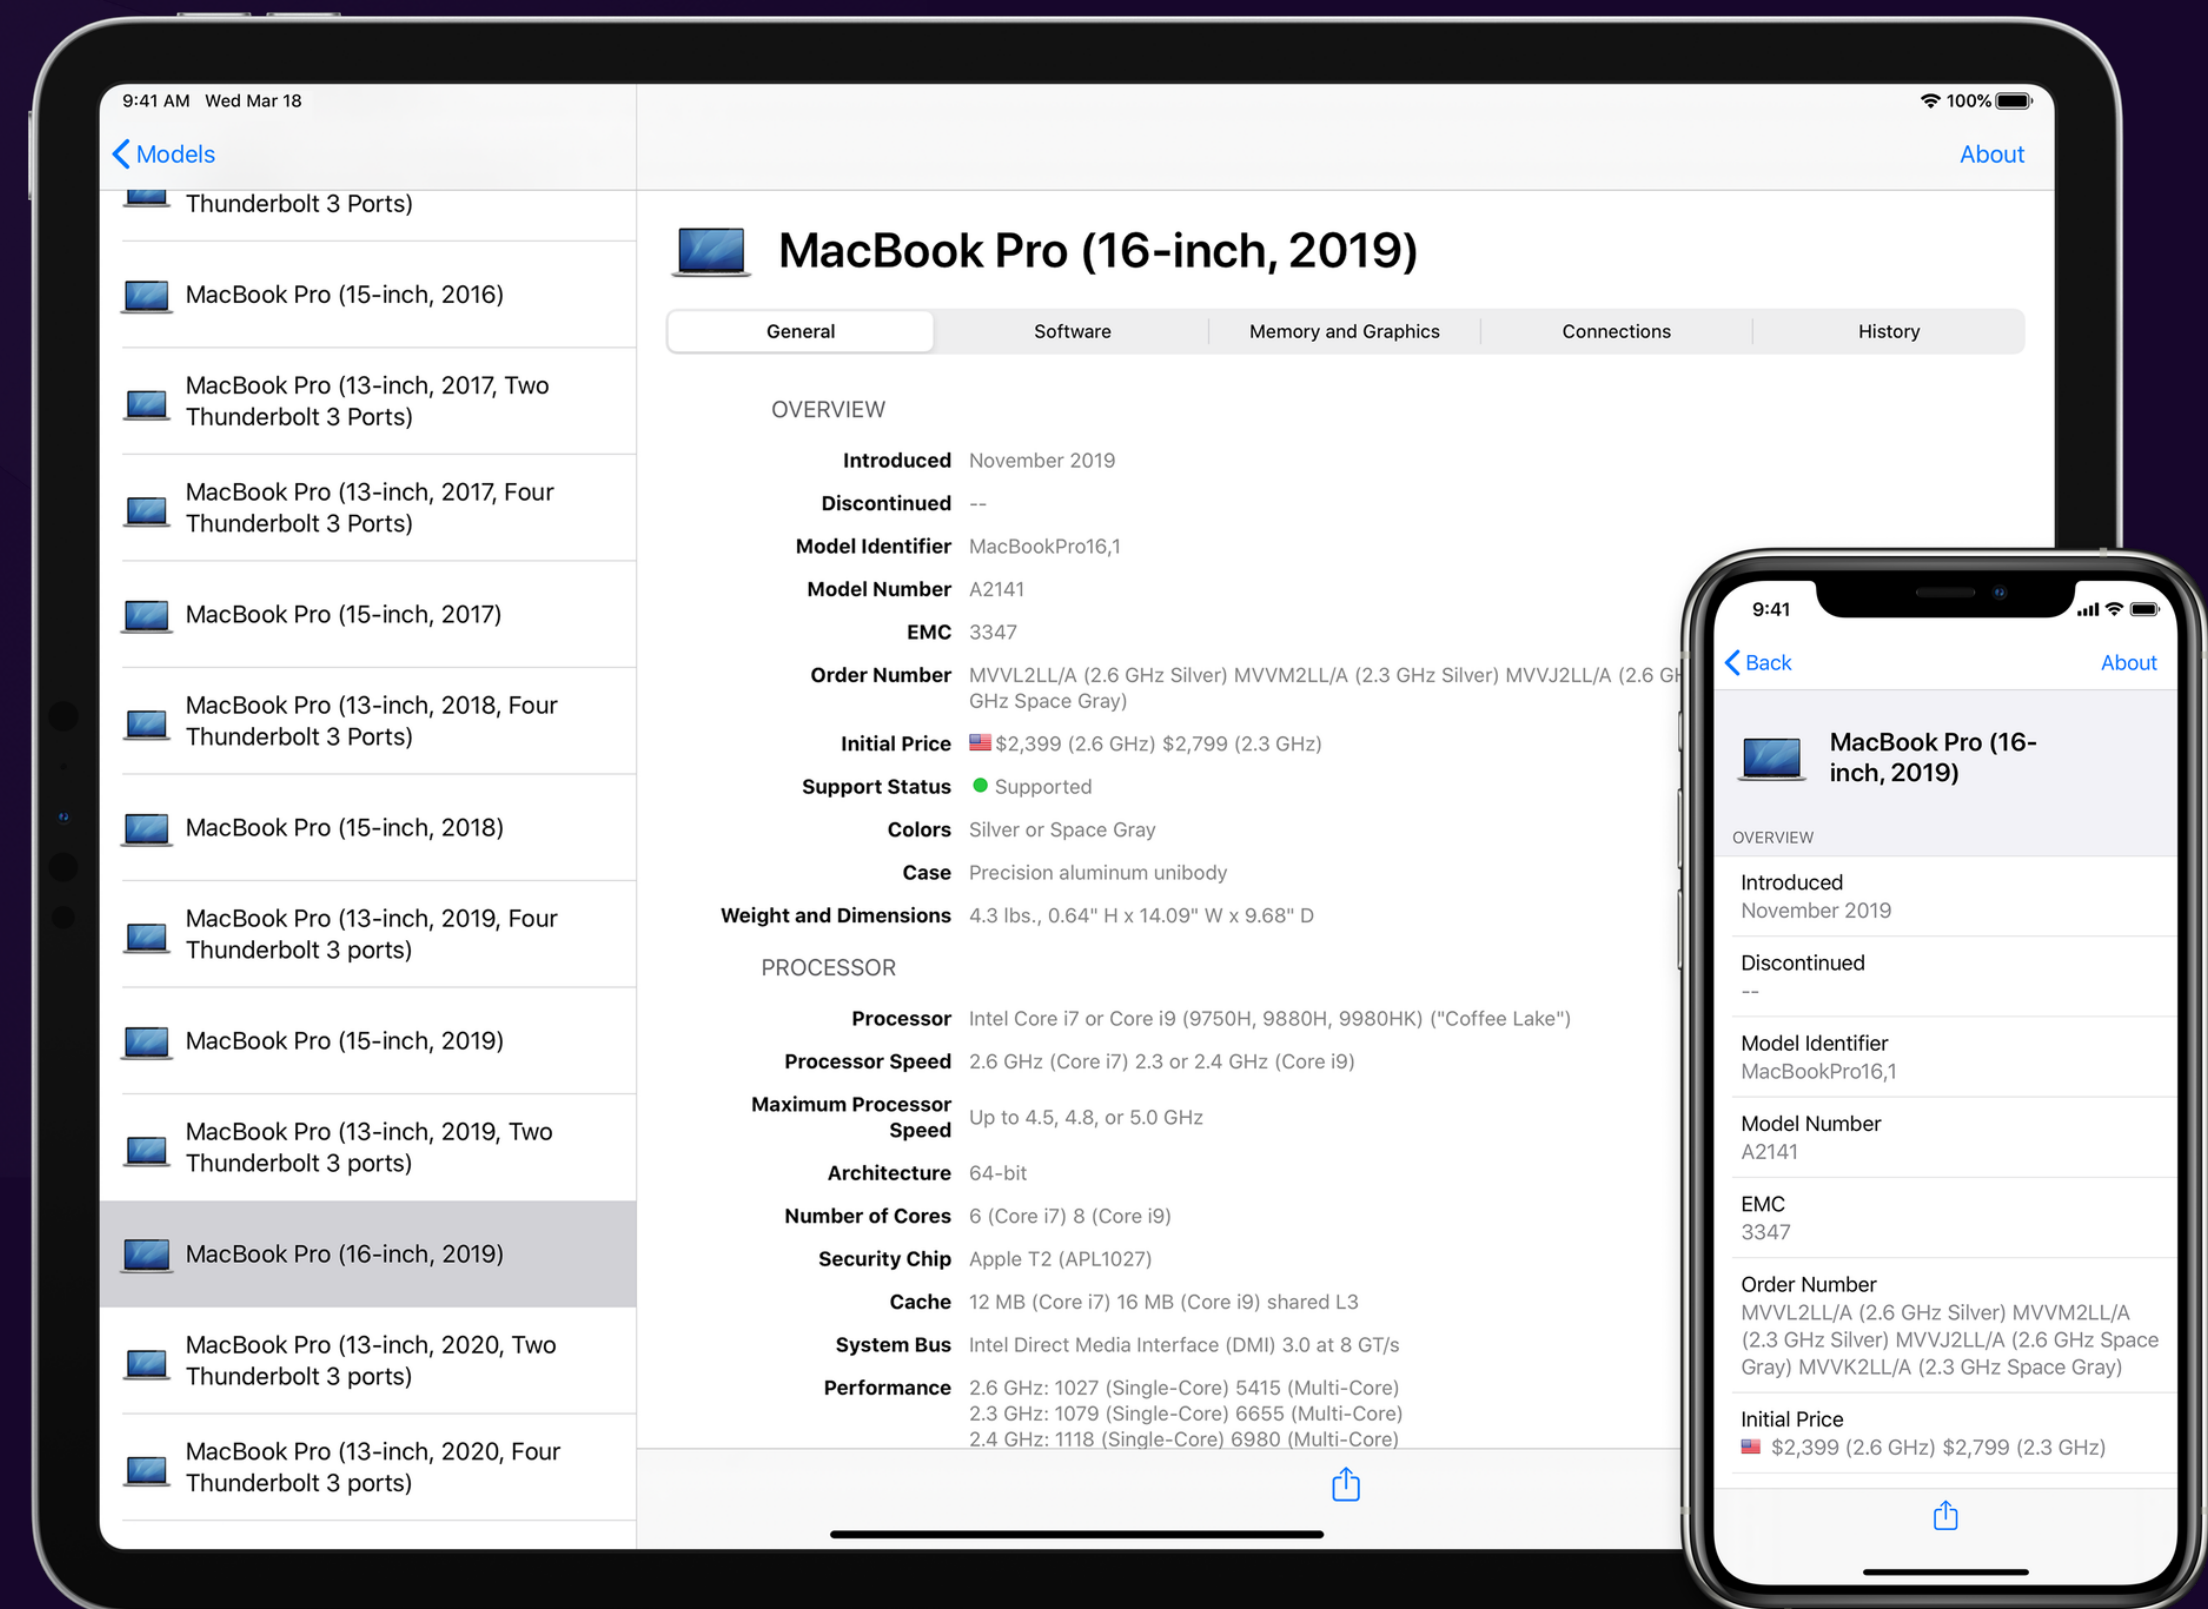 9:41 AM Wed Mar 18
100%
Models
About
Thunderbolt 3 Ports)
MacBook Pro (15-inch, 2016)
MacBook Pro (13-inch, 2017, Two
Thunderbolt 3 Ports)
MacBook Pro (13-inch, 2017, Four
Thunderbolt 3 Ports)
MacBook Pro (15-inch, 2017)
MacBook Pro (13-inch, 2018, Four
Thunderbolt 3 Ports)
MacBook Pro (15-inch, 2018)
MacBook Pro (13-inch, 2019, Four
Thunderbolt 3 ports)
MacBook Pro (15-inch, 2019)
MacBook Pro (13-inch, 2019, Two
Thunderbolt 3 ports)
MacBook Pro (16-inch, 2019)
MacBook Pro (13-inch, 2020, Two
Thunderbolt 3 ports)
MacBook Pro (13-inch, 2020, Four
Thunderbolt 3 ports)
MacBook Pro (16-inch, 2019)
General Software Memory and Graphics Connections History
OVERVIEW
Introduced November 2019
Discontinued --
Model Identifier MacBookPro16,1
Model Number A2141
EMC 3347
Order Number MVVL2LL/A (2.6 GHz Silver) MVVM2LL/A (2.3 GHz Silver) MVVJ2LL/A (2.6
GHz Space Gray)
Initial Price $2,399 (2.6 GHz) $2,799 (2.3 GHz)
Support Status Supported
Colors Silver or Space Gray
Case Precision aluminum unibody
Weight and Dimensions 4.3 lbs., 0.64" H x 14.09" W x 9.68" D
PROCESSOR
Processor Intel Core i7 or Core i9 (9750H, 9880H, 9980HK) ("Coffee Lake")
Processor Speed 2.6 GHz (Core i7) 2.3 or 2.4 GHz (Core i9)
Maximum Processor
Speed Up to 4.5, 4.8, or 5.0 GHz
Architecture 64-bit
Number of Cores 6 (Core i7) 8 (Core i9)
Security Chip Apple T2 (APL1027)
Cache 12 MB (Core i7) 16 MB (Core i9) shared L3
System Bus Intel Direct Media Interface (DMI) 3.0 at 8 GT/s
Performance 2.6 GHz: 1027 (Single-Core) 5415 (Multi-Core)
2.3 GHz: 1079 (Single-Core) 6655 (Multi-Core)
2.4 GHz: 1118 (Single-Core) 6980 (Multi-Core)
9:41
Back
About
MacBook Pro (16-
inch, 2019)
OVERVIEW
Introduced
November 2019
Discontinued
--
Model Identifier
MacBookPro16,1
Model Number
A2141
EMC
3347
Order Number
MVVL2LL/A (2.6 GHz Silver) MVVM2LL/A
(2.3 GHz Silver) MVVJ2LL/A (2.6 GHz Space
Gray) MVVK2LL/A (2.3 GHz Space Gray)
Initial Price
$2,399 (2.6 GHz) $2,799 (2.3 GHz)